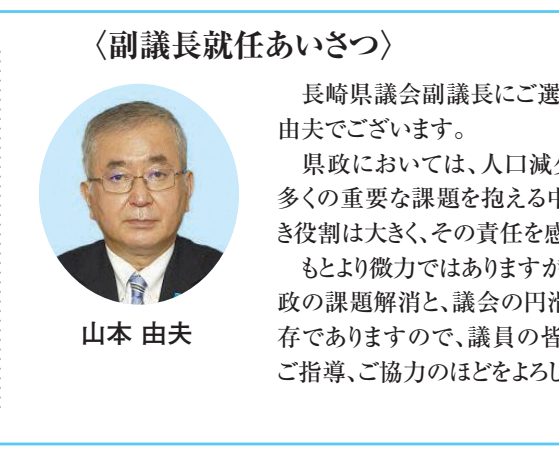 〈副議長就任あいさつ〉
長崎県議会副議長にご選
由夫でございます。
県政においては、人口減少
多くの重要な課題を抱える中
き役割は大きく、その責任を感
もとより微力ではありますが
政の課題解消と、議会の円滑
存でありますので、議員の皆
ご指導、ご協力のほどをよろし
山本 由夫